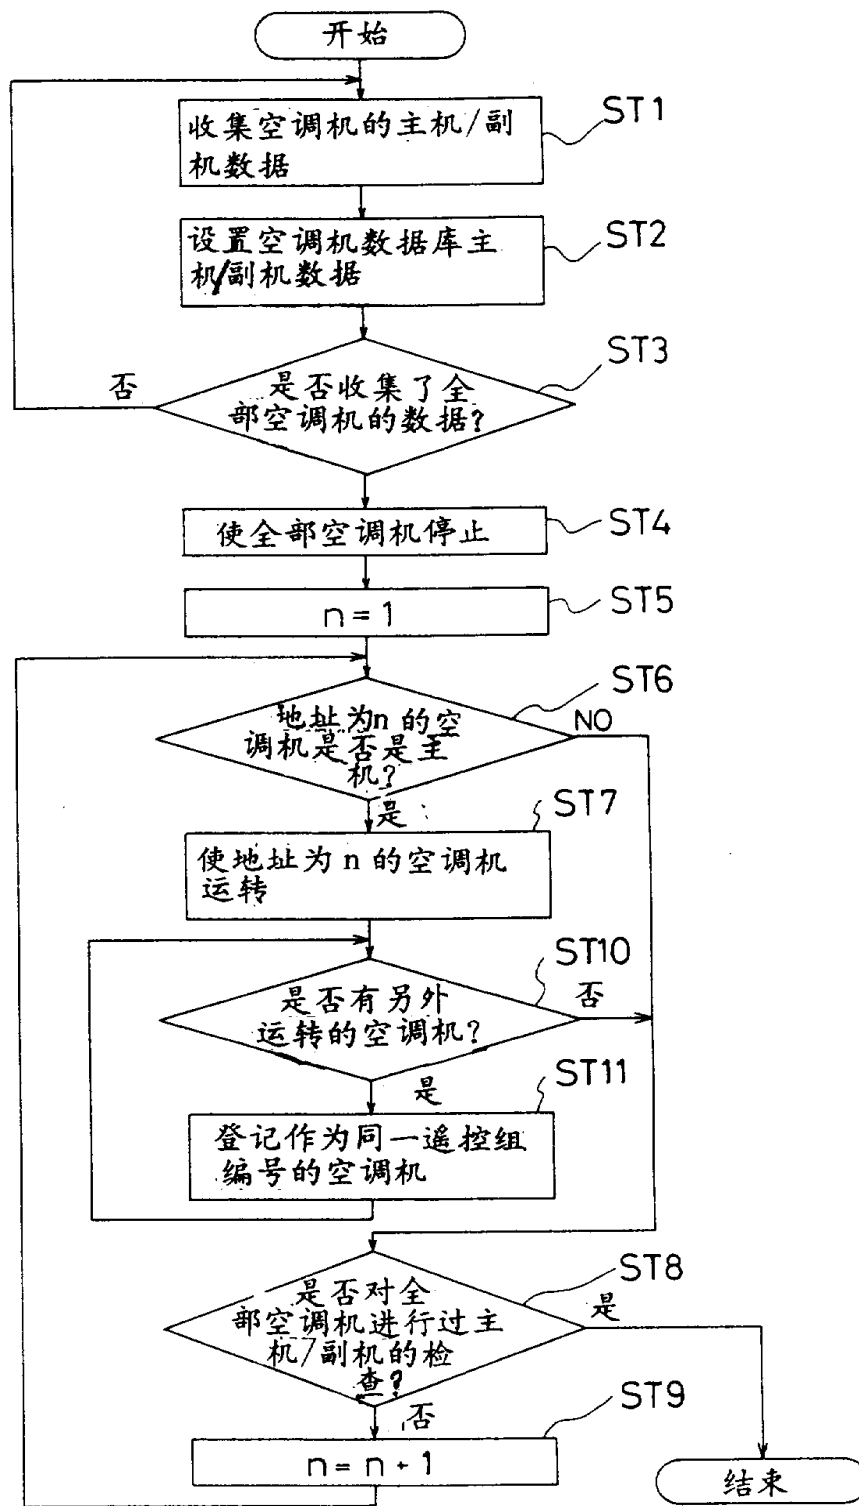 开始
ST1
收集空调机的主机/副
机数据
ST2
设置空调机数据库主
机/副机数据
ST3
否
是否收集了全
部空调机的数据?
ST4
使全部空调机停止
ST5
n=1
ST6
地址为n的空
调机是否是主
机?
NO
是
ST7
使地址为n的空调机
运转
ST10
是否有另外
运转的空调机?
否
是
ST11
登记作为同一遥控组
编号的空调机
ST8
是否对全
部空调机进行过主
机/副机的检
查?
是
否
ST9
n=n+1
结束